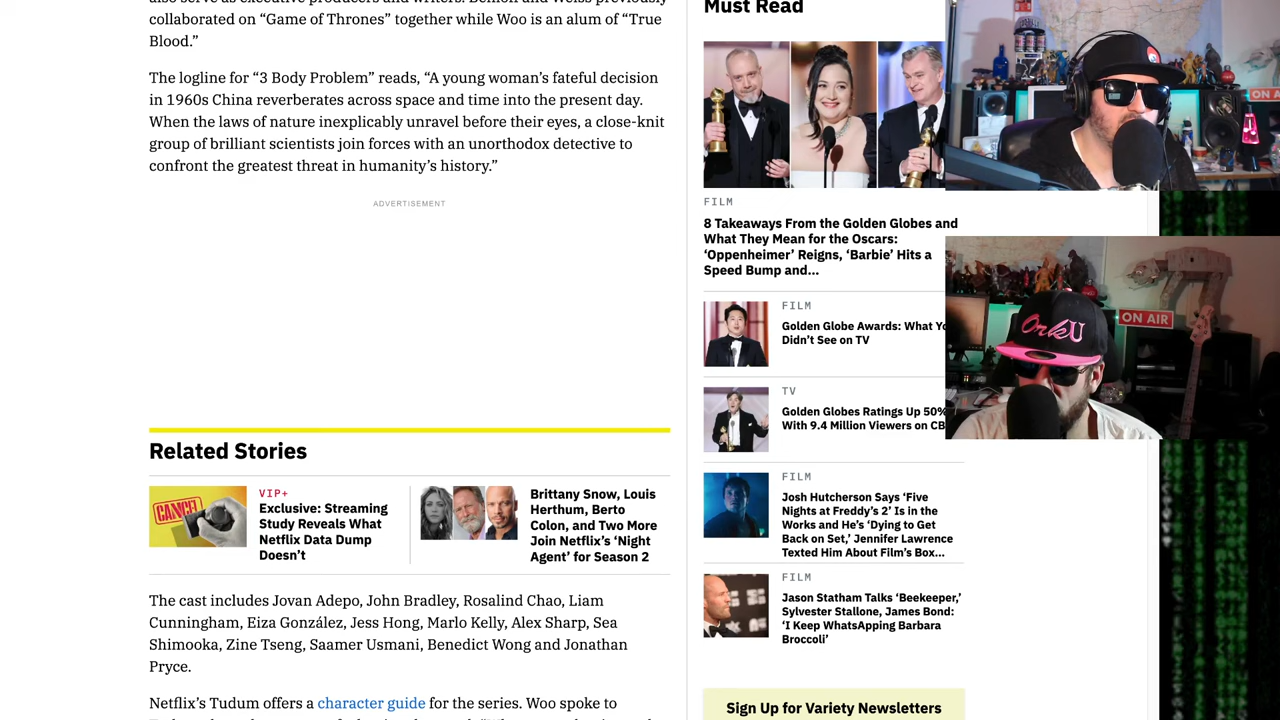 collaborated on “Game of Thrones” together while Woo is an alum of “True
Blood.”
The logline for “3 Body Problem” reads, “A young woman’s fateful decision
in 1960s China reverberates across space and time into the present day.
When the laws of nature inexplicably unravel before their eyes, a close-knit
group of brilliant scientists join forces with an unorthodox detective to
confront the greatest threat in humanity’s history.”
ADVERTISEMENT
Related Stories
CANCEL
VIP+
Exclusive: Streaming
Study Reveals What
Netflix Data Dump
Doesn’t
Brittany Snow, Louis
Herthum, Berto
Colon, and Two More
Join Netflix’s ‘Night
Agent’ for Season 2
The cast includes Jovan Adepo, John Bradley, Rosalind Chao, Liam
Cunningham, Eiza González, Jess Hong, Marlo Kelly, Alex Sharp, Sea
Shimooka, Zine Tseng, Saamer Usmani, Benedict Wong and Jonathan
Pryce.
Netflix’s Tudum offers a character guide for the series. Woo spoke to
Must Read
FILM
8 Takeaways From the Golden Globes and
What They Mean for the Oscars:
‘Oppenheimer’ Reigns, ‘Barbie’ Hits a
Speed Bump and...
FILM
Golden Globe Awards: What Yo
Didn’t See on TV
TV
Golden Globes Ratings Up 50%
With 9.4 Million Viewers on CB
FILM
Josh Hutcherson Says ‘Five
Nights at Freddy’s 2’ Is in the
Works and He’s ‘Dying to Get
Back on Set,’ Jennifer Lawrence
Texted Him About Film’s Box...
FILM
Jason Statham Talks ‘Beekeeper,’
Sylvester Stallone, James Bond:
‘I Keep WhatsApping Barbara
Broccoli’
Sign Up for Variety Newsletters
ON A
OrkU
ON AIR